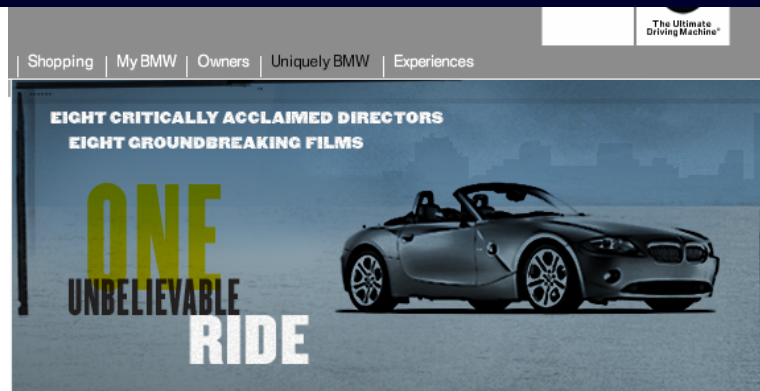 The Ultimate
Driving Machine®
Shopping | My BMW | Owners | Uniquely BMW | Experiences
EIGHT CRITICALLY ACCLAIMED DIRECTORS
EIGHT GROUNDBREAKING FILMS
ONE
UNBELIEVABLE
RIDE